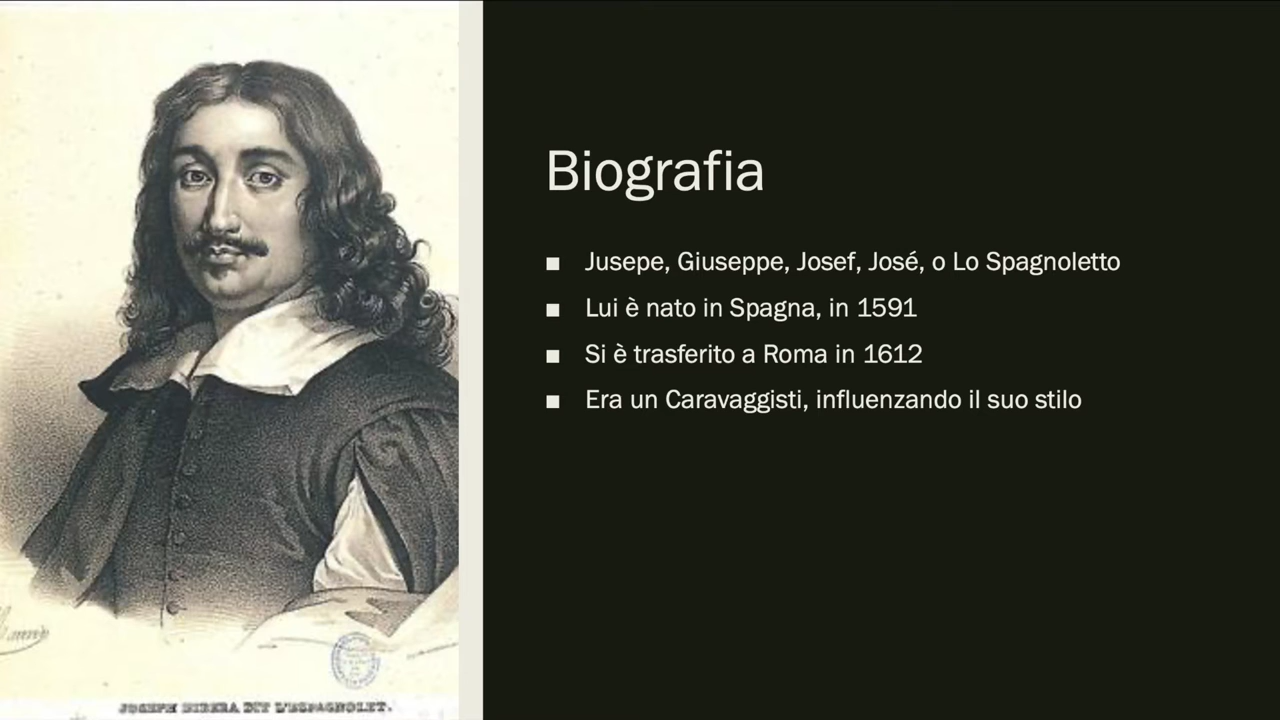 Biografia
Jusepe, Giuseppe, Josef, José, o Lo Spagnoletto
Lui è nato in Spagna, in 1591
Si è trasferito a Roma in 1612
Era un Caravaggisti, influenzando il suo stilo
JOSEPH RIBERA DIT L'ESPAGNOLET.